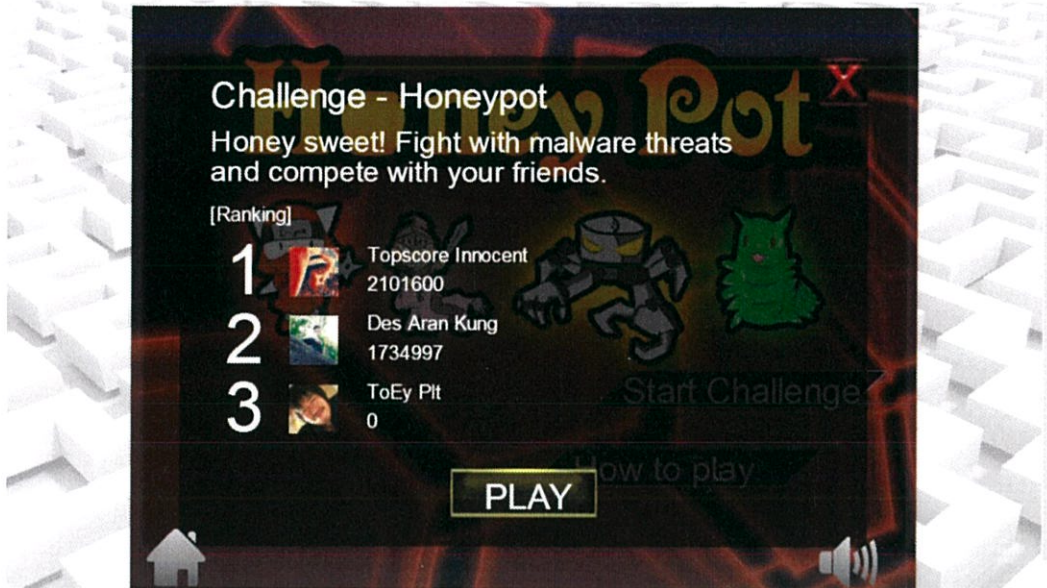 Honey Pot
X
Challenge - Honeypot
Honey sweet! Fight with malware threats
and compete with your friends.
[Ranking]
1
Topscore Innocent
2101600
2
Des Aran Kung
1734997
3
ToEy Plt
0
Start Challenge
How to play
PLAY